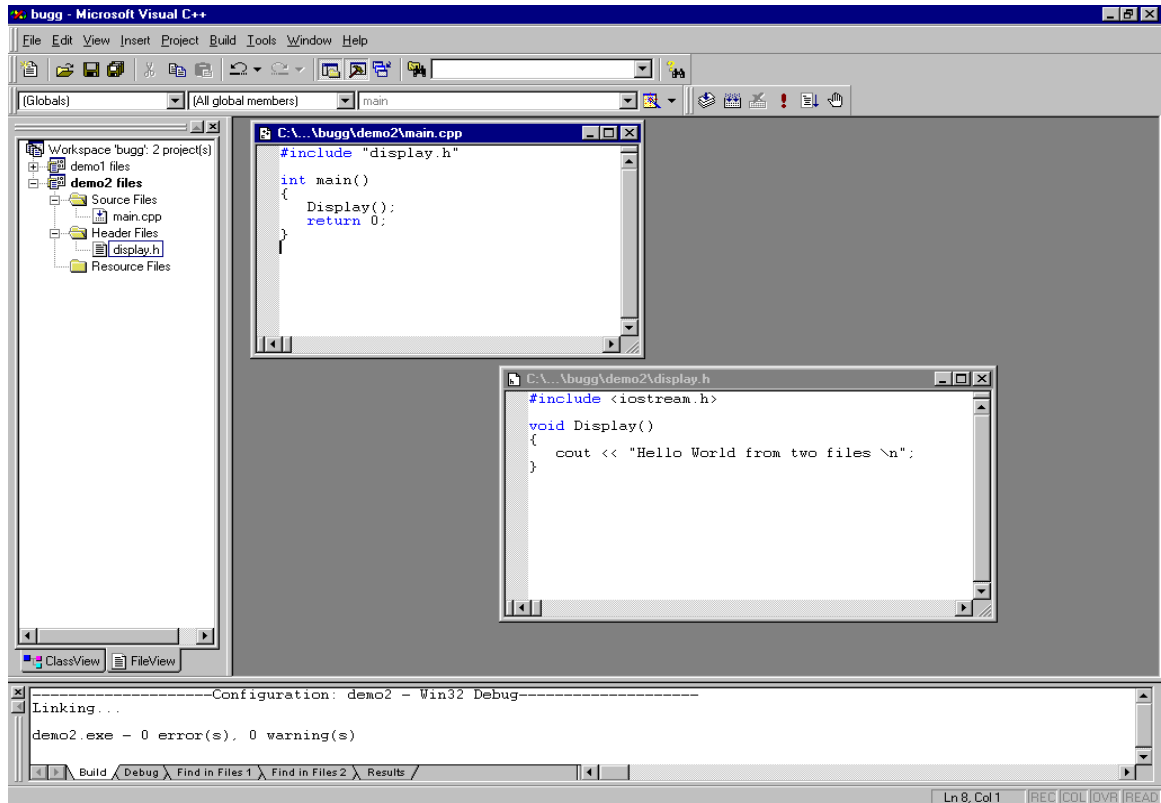 bugg - Microsoft Visual C++
File Edit View Insert Project Build Tools Window Help
(Globals) (All global members) main
Workspace 'bugg': 2 project(s)
demo1 files
demo2 files
Source Files
main.cpp
Header Files
display.h
Resource Files
ClassView FileView
C:\...\bugg\demo2\main.cpp
#include "display.h"
int main()
{
Display();
return 0;
}
C:\...\bugg\demo2\display.h
#include <iostream.h>
void Display()
{
cout << "Hello World from two files \n";
}
--------------------Configuration: demo2 - Win32 Debug--------------------
Linking...
demo2.exe - 0 error(s), 0 warning(s)
Build Debug Find in Files 1 Find in Files 2 Results
Ln 8, Col 1 REC COL OVR READ